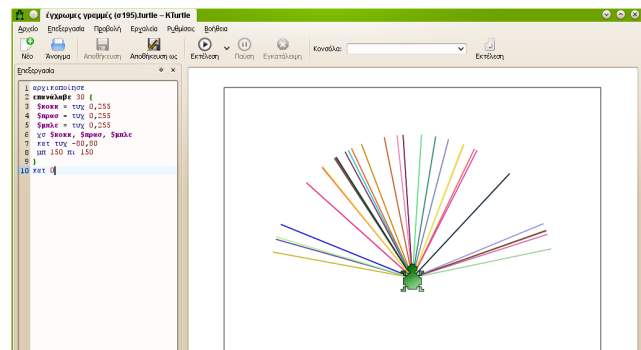 έγχρωμες γραμμές (σ195).turtle – KTurtle
Αρχείο Επεξεργασία Προβολή Εργαλεία Ρυθμίσεις Βοήθεια
Νέο Άνοιγμα Αποθήκευση Αποθήκευση ως Εκτέλεση Παύση Εγκατάλειψη Κονσόλα: Εκτέλεση
Επεξεργασία
1 αρχικοποίησε
2 επανάλαβε 30 {
3 $κοκκ = τυχ 0,255
4 $πρασ = τυχ 0,255
5 $μπλε = τυχ 0,255
6 χσ $κοκκ, $πρασ, $μπλε
7 κατ τυχ -80,80
8 μπ 150 πι 150
9 }
10 κατ 0